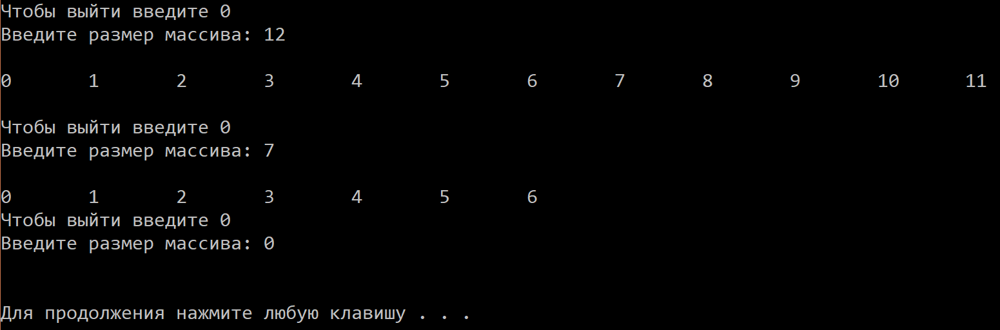 Чтобы выйти введите 0
Введите размер массива: 12
0 1 2 3 4 5 6 7 8 9 10 11
Чтобы выйти введите 0
Введите размер массива: 7
0 1 2 3 4 5 6
Чтобы выйти введите 0
Введите размер массива: 0
Для продолжения нажмите любую клавишу . . .